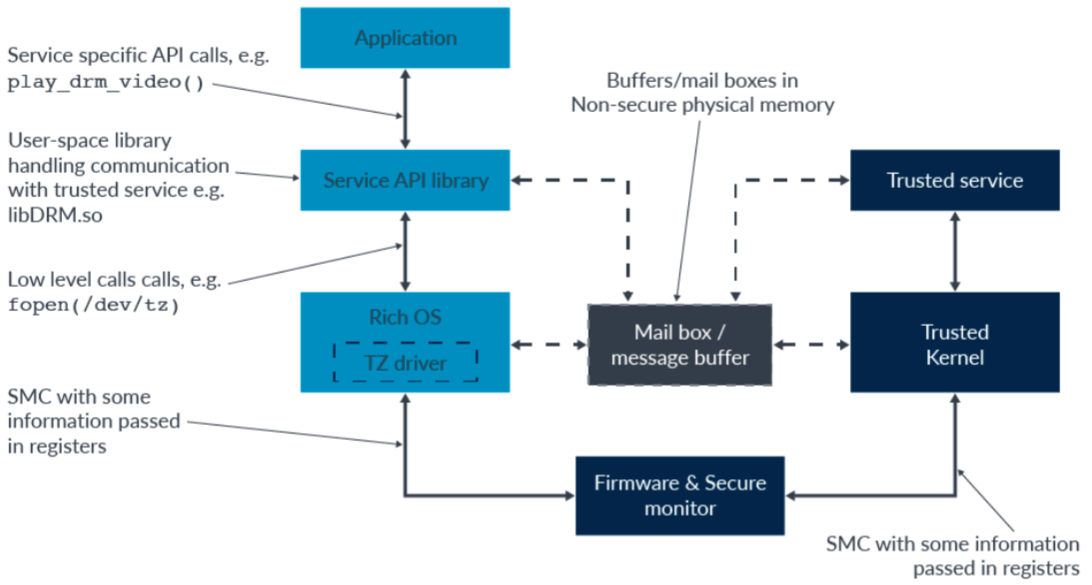 Application
Service specific API calls, e.g.
play_drm_video()
Buffers/mail boxes in
Non-secure physical memory
User-space library
handling communication
with trusted service e.g.
libDRM.so
Service API library
Trusted service
Low level calls calls, e.g.
fopen(/dev/tz)
Rich OS
TZ driver
Mail box /
message buffer
Trusted
Kernel
SMC with some
information passed
in registers
Firmware & Secure
monitor
SMC with some information
passed in registers